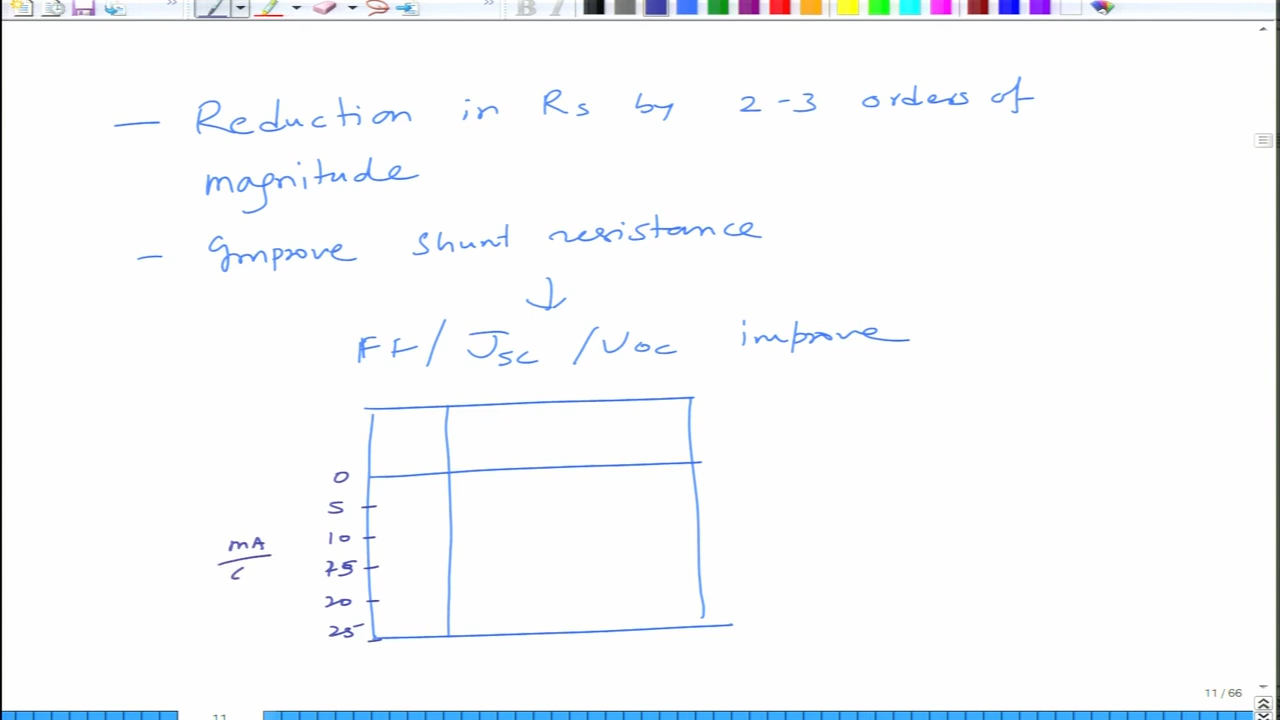 — Reduction in Rs by 2-3 orders of
magnitude
- Improve shunt resistance
↓
FF/ Jsc /Voc improve
0
5
10
15
20
25
mA
C
11 / 66
11